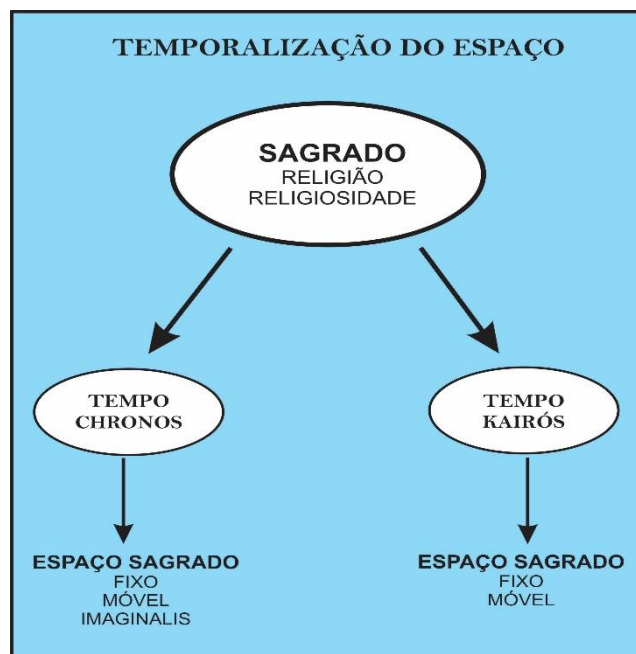 TEMPORALIZAÇÃO DO ESPAÇO
SAGRADO
RELIGIÃO
RELIGIOSIDADE
TEMPO
CHRONOS
TEMPO
KAIRÓS
ESPAÇO SAGRADO
FIXO
MÓVEL
IMAGINALIS
ESPAÇO SAGRADO
FIXO
MÓVEL